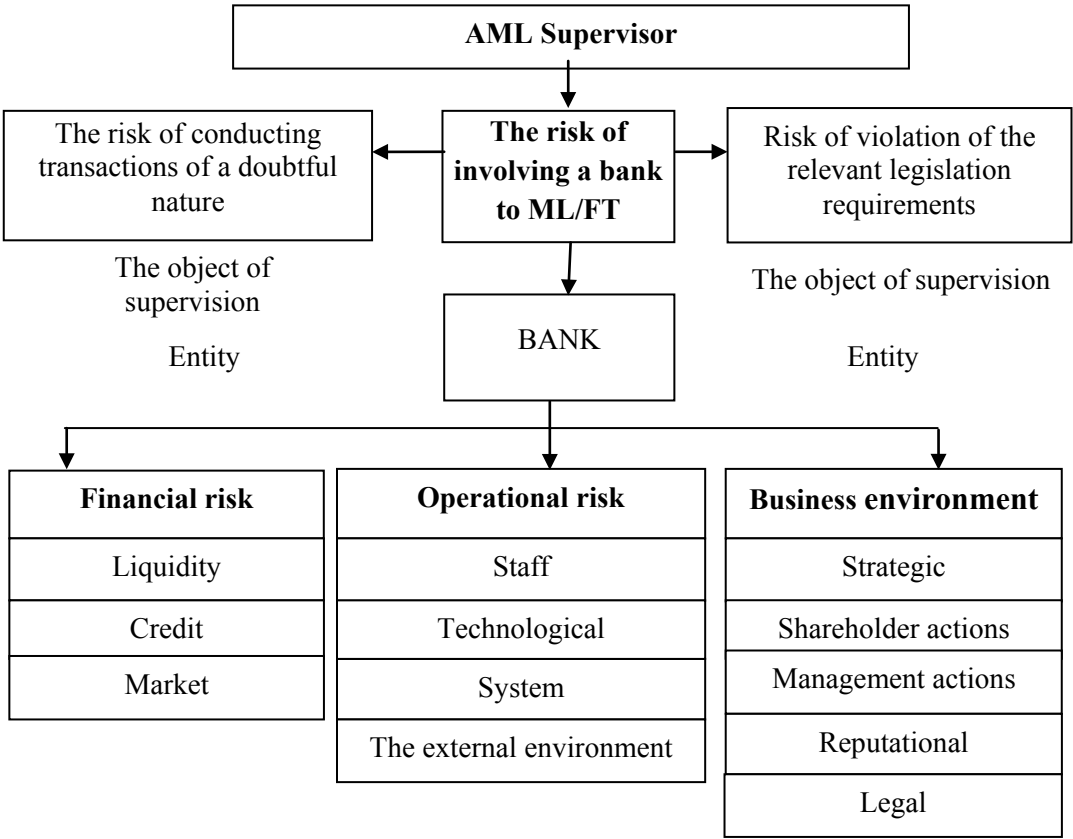 AML Supervisor
The risk of conducting
transactions of a doubtful
nature
The risk of
involving a bank
to ML/FT
Risk of violation of the
relevant legislation
requirements
The object of
supervision
The object of supervision
Entity
BANK
Entity
Financial risk
Liquidity
Credit
Market
Operational risk
Staff
Technological
System
The external environment
Business environment
Strategic
Shareholder actions
Management actions
Reputational
Legal